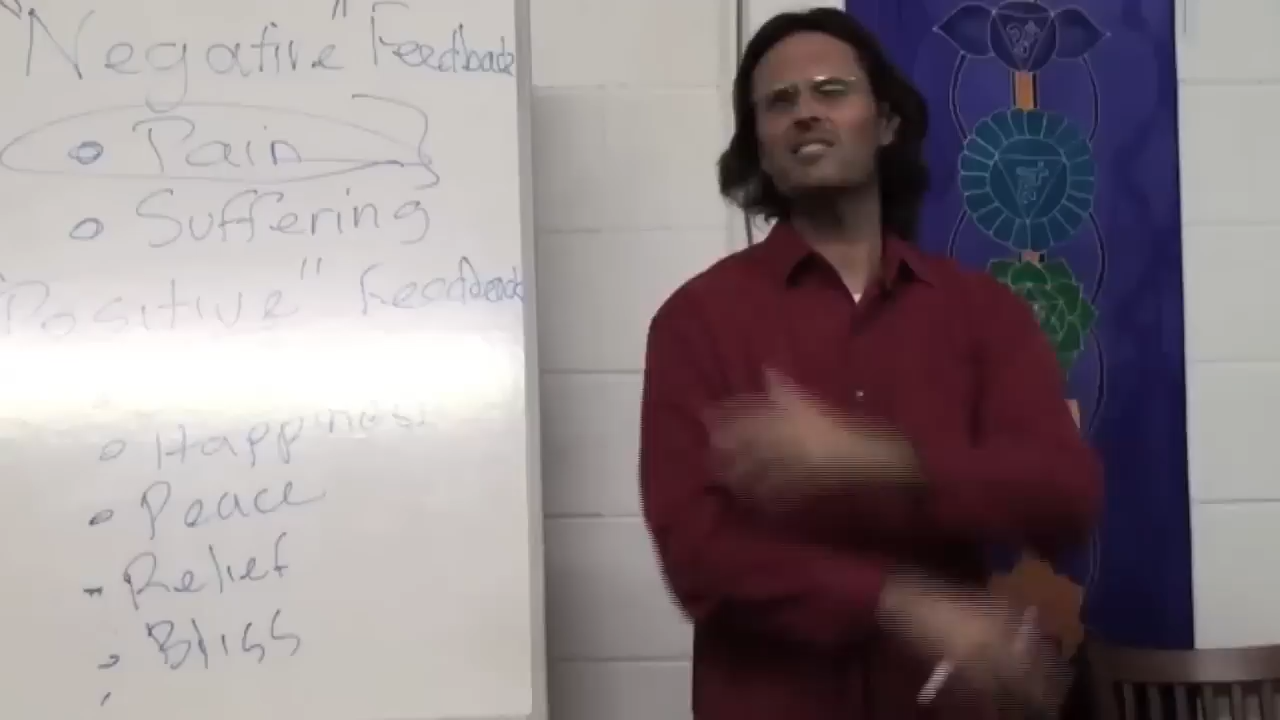 "Negative" Feedback
Pain
Suffering
"Positive" Feedback
Happiness
Peace
Relief
Bliss